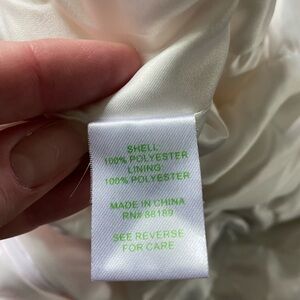 SHELL
100% POLYESTER
LINING
100% POLYESTER
MADE IN CHINA
RN# 88189
SEE REVERSE
FOR CARE